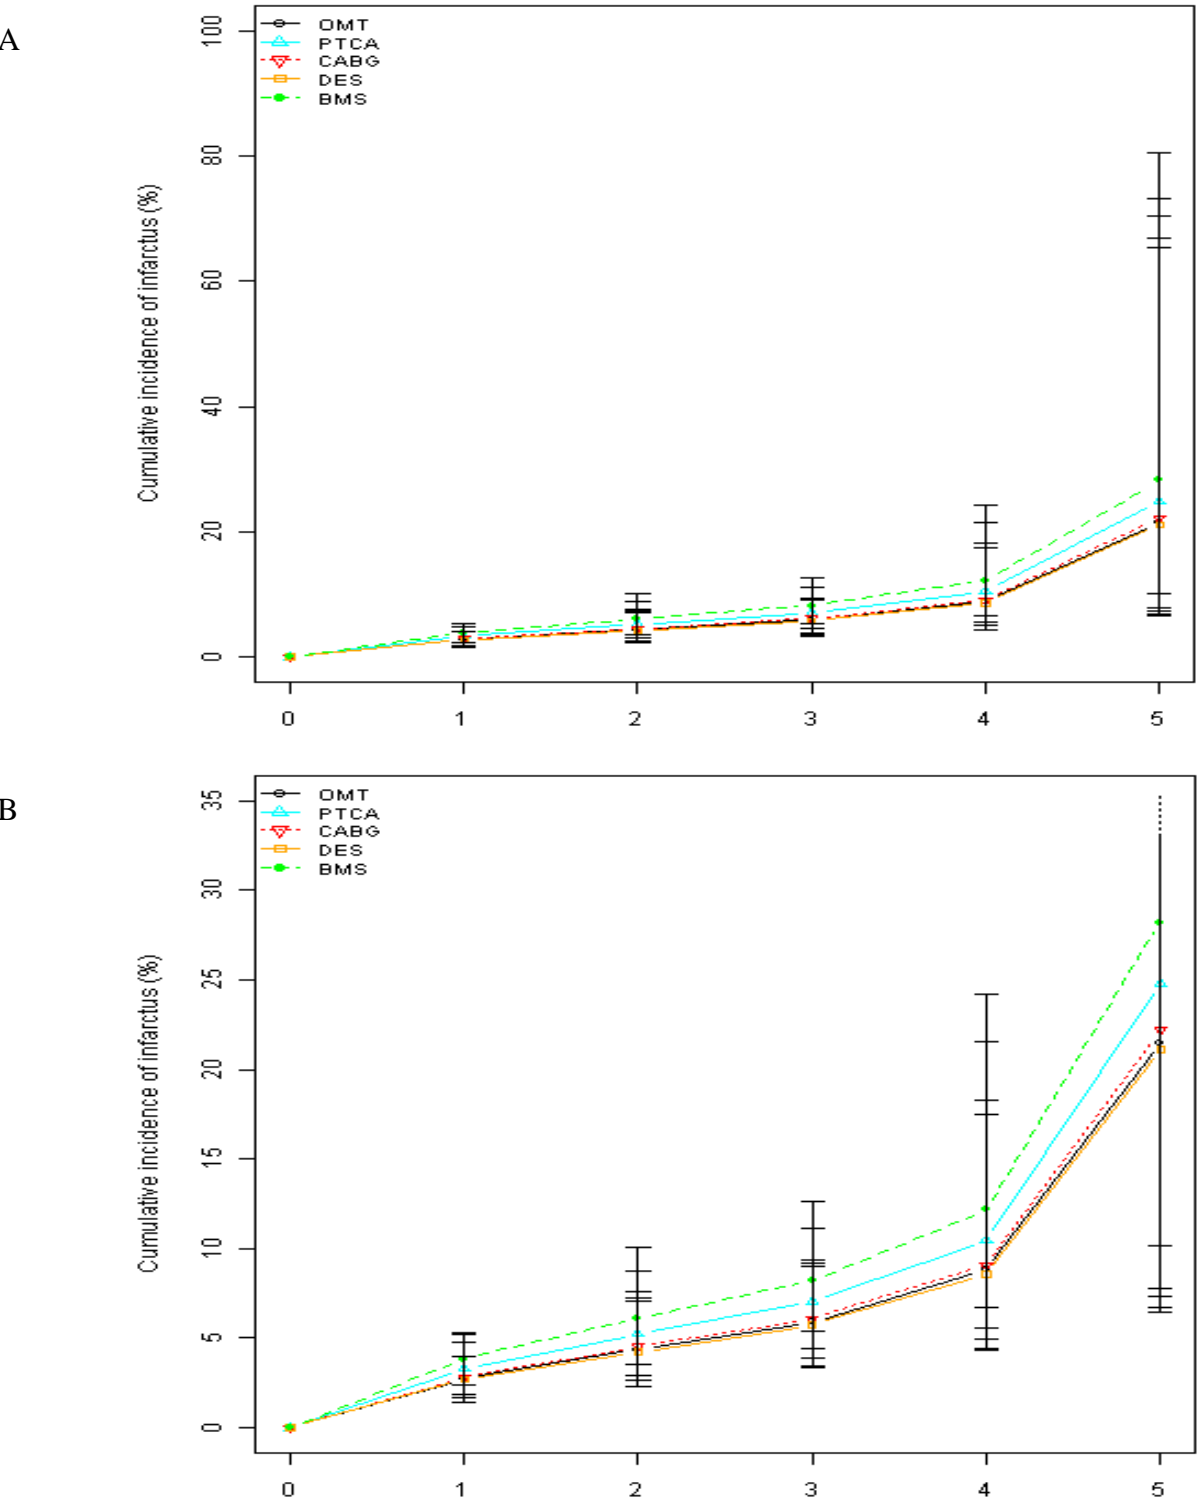 A
OMT
PTCA
CABG
DES
BMS
Cumulative incidence of infarctus (%)
100
80
60
40
20
0
0 1 2 3 4 5
B
OMT
PTCA
CABG
DES
BMS
Cumulative incidence of infarctus (%)
35
30
25
20
15
10
5
0
0 1 2 3 4 5